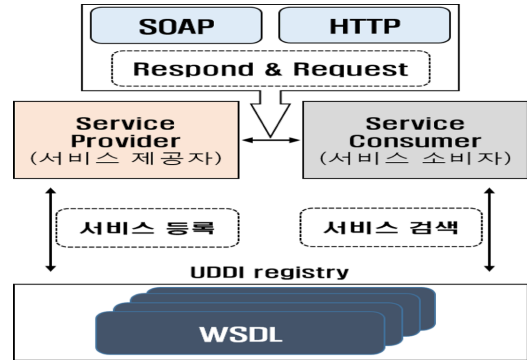 SOAP HTTP
Respond & Request
Service Provider
(서비스 제공자)
Service Consumer
(서비스 소비자)
서비스 등록
서비스 검색
UDDI registry
WSDL